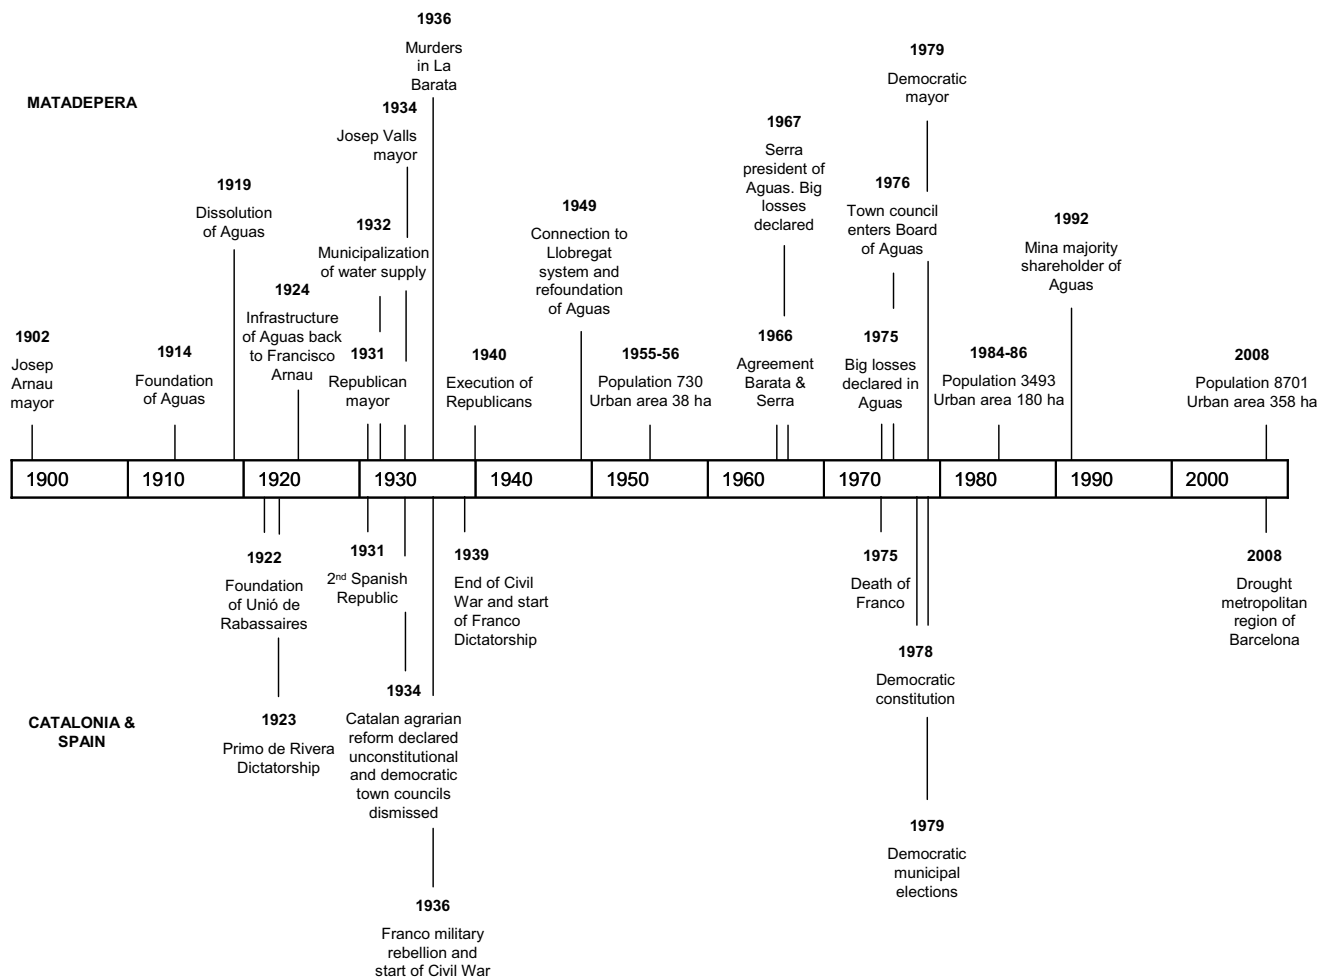 MATADEPERA
1902
Josep
Arnau
mayor
1914
Foundation
of Aguas
1919
Dissolution
of Aguas
1924
Infrastructure
of Aguas back
to Francisco
Arnau
1931
Republican
mayor
1932
Municipalization
of water supply
1934
Josep Valls
mayor
1936
Murders
in La
Barata
1940
Execution of
Republicans
1949
Connection to
Llobregat
system and
refoundation
of Aguas
1955-56
Population 730
Urban area 38 ha
1966
Agreement
Barata &
Serra
1967
Serra
president of
Aguas. Big
losses
declared
1975
Big losses
declared in
Aguas
1976
Town council
enters Board
of Aguas
1979
Democratic
mayor
1984-86
Population 3493
Urban area 180 ha
1992
Mina majority
shareholder of
Aguas
2008
Population 8701
Urban area 358 ha
1900 1910 1920 1930 1940 1950 1960 1970 1980 1990 2000
CATALONIA &
SPAIN
1922
Foundation
of Unió de
Rabassaires
1923
Primo de Rivera
Dictatorship
1931
2nd Spanish
Republic
1934
Catalan agrarian
reform declared
unconstitutional
and democratic
town councils
dismissed
1936
Franco military
rebellion and
start of Civil War
1939
End of Civil
War and start
of Franco
Dictatorship
1975
Death of
Franco
1978
Democratic
constitution
1979
Democratic
municipal
elections
2008
Drought
metropolitan
region of
Barcelona